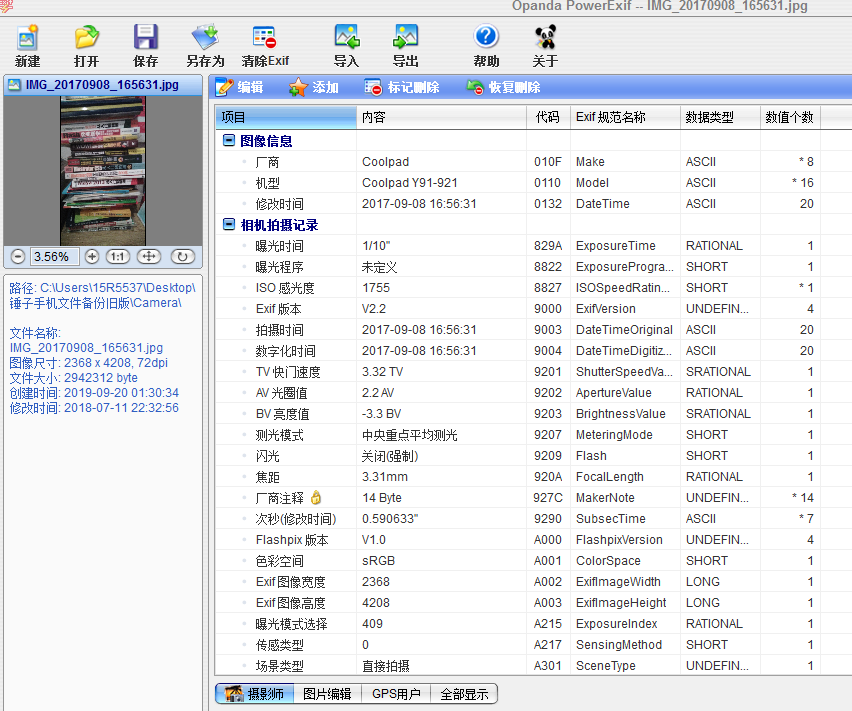 Opanda PowerExif -- IMG_20170908_165631.jpg
新建 打开 保存 另存为 清除Exif 导入 导出 帮助 关于
IMG_20170908_165631.jpg
编辑 添加 标记删除 恢复删除
项目 内容 代码 Exif 规范名称 数据类型 数值个数
图像信息
厂商 Coolpad 010F Make ASCII * 8
机型 Coolpad Y91-921 0110 Model ASCII * 16
修改时间 2017-09-08 16:56:31 0132 DateTime ASCII 20
相机拍摄记录
曝光时间 1/10" 829A ExposureTime RATIONAL 1
曝光程序 未定义 8822 ExposureProgra... SHORT 1
ISO 感光度 1755 8827 ISOSpeedRatin... SHORT * 1
Exif 版本 V2.2 9000 ExifVersion UNDEFIN... 4
拍摄时间 2017-09-08 16:56:31 9003 DateTimeOriginal ASCII 20
数字化时间 2017-09-08 16:56:31 9004 DateTimeDigitiz... ASCII 20
TV 快门速度 3.32 TV 9201 ShutterSpeedVa... SRATIONAL 1
AV 光圈值 2.2 AV 9202 ApertureValue RATIONAL 1
BV 亮度值 -3.3 BV 9203 BrightnessValue SRATIONAL 1
测光模式 中央重点平均测光 9207 MeteringMode SHORT 1
闪光 关闭(强制) 9209 Flash SHORT 1
焦距 3.31mm 920A FocalLength RATIONAL 1
厂商注释 14 Byte 927C MakerNote UNDEFIN... * 14
次秒(修改时间) 0.590633" 9290 SubsecTime ASCII * 7
Flashpix 版本 V1.0 A000 FlashpixVersion UNDEFIN... 4
色彩空间 sRGB A001 ColorSpace SHORT 1
Exif 图像宽度 2368 A002 ExifImageWidth LONG 1
Exif 图像高度 4208 A003 ExifImageHeight LONG 1
曝光模式选择 409 A215 ExposureIndex RATIONAL 1
传感类型 0 A217 SensingMethod SHORT 1
场景类型 直接拍摄 A301 SceneType UNDEFIN... 1
3.56% 1:1
路径: C:\Users\15R5537\Desktop\
锤子手机文件备份旧版\Camera\
文件名称:
IMG_20170908_165631.jpg
图像尺寸: 2368 x 4208, 72dpi
文件大小: 2942312 byte
创建时间: 2019-09-20 01:30:34
修改时间: 2018-07-11 22:32:56
摄影师 图片编辑 GPS用户 全部显示